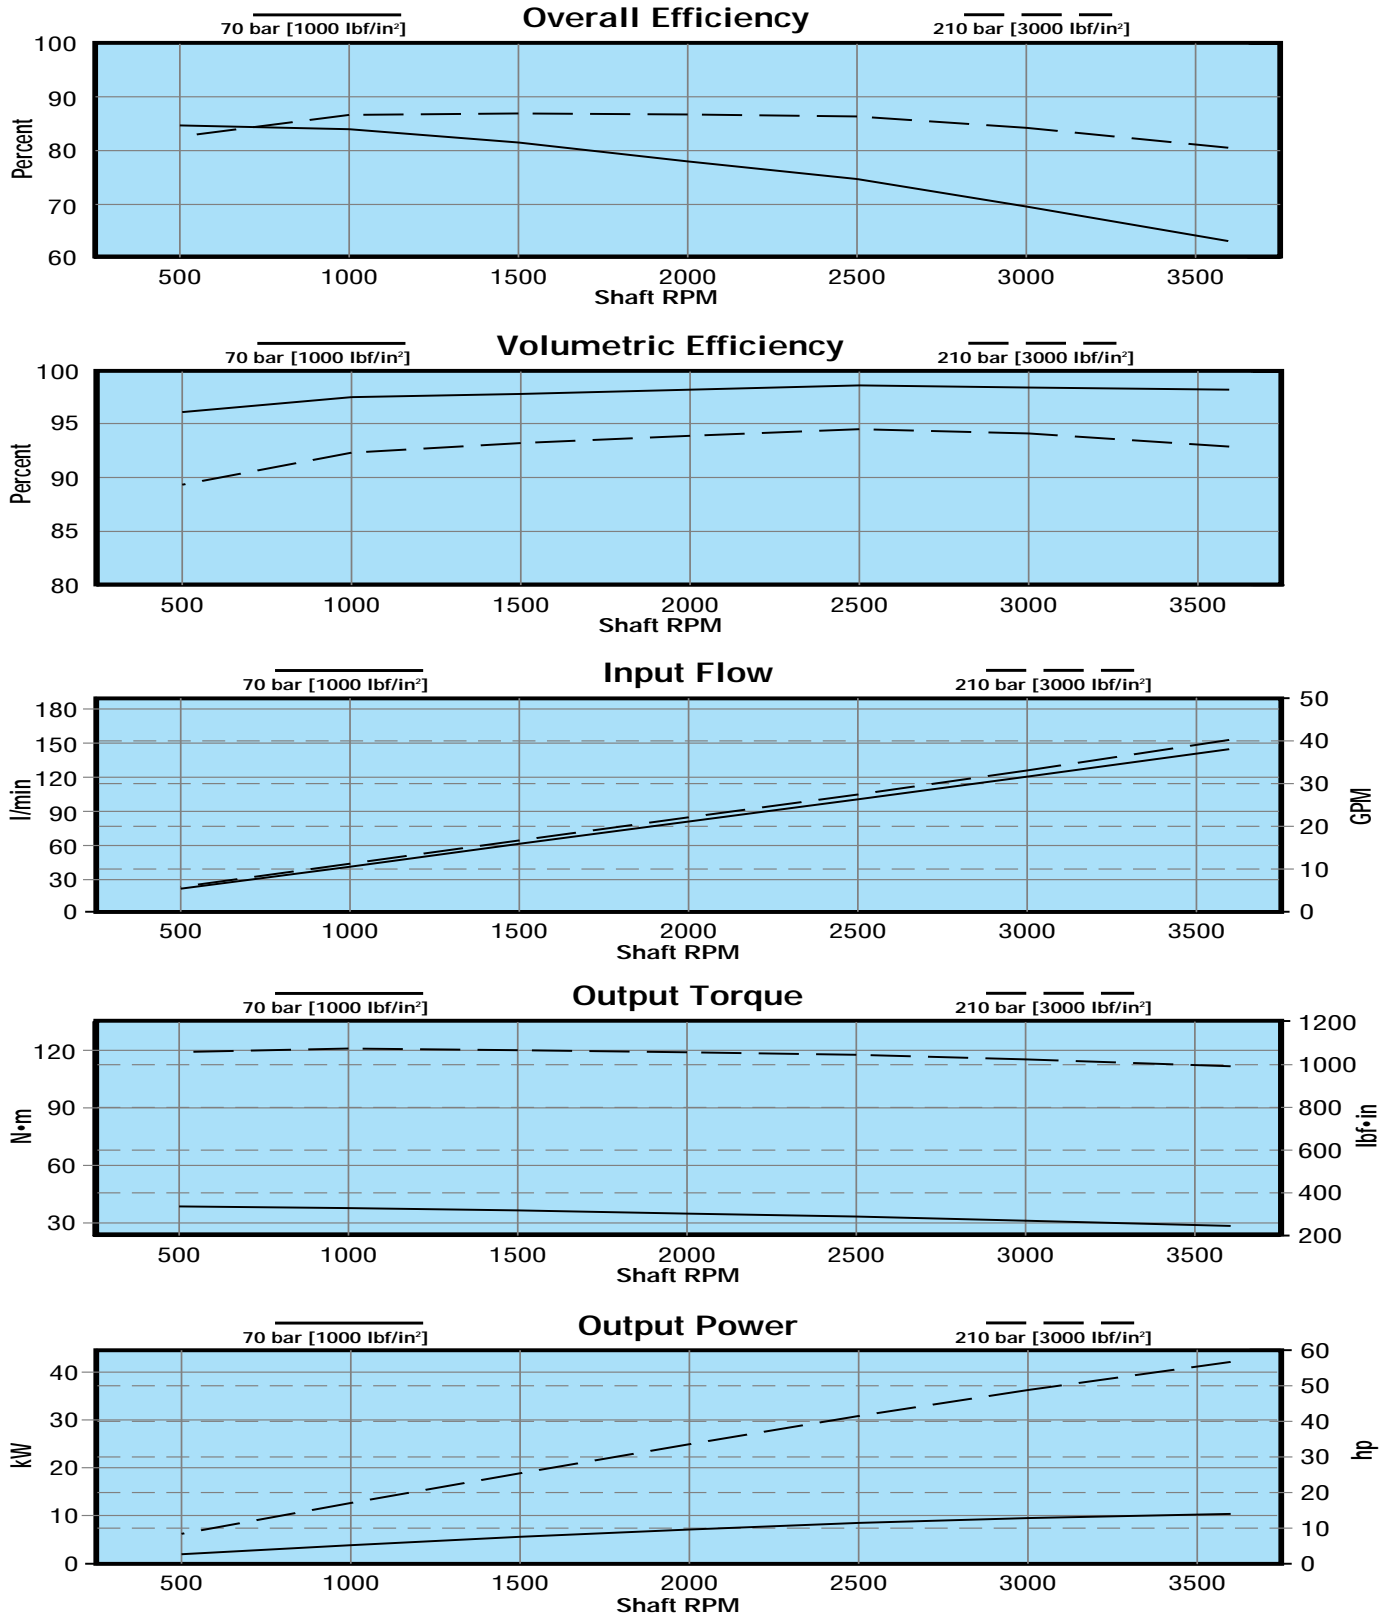 Overall Efficiency
70 bar [1000 lbf/in²]
210 bar [3000 lbf/in²]
100
90
80
70
60
Percent
500 1000 1500 2000 2500 3000 3500
Shaft RPM
Volumetric Efficiency
70 bar [1000 lbf/in²]
210 bar [3000 lbf/in²]
100
95
90
85
80
Percent
500 1000 1500 2000 2500 3000 3500
Shaft RPM
Input Flow
70 bar [1000 lbf/in²]
210 bar [3000 lbf/in²]
180
150
120
90
60
30
0
l/min
50
40
30
20
10
0
GPM
500 1000 1500 2000 2500 3000 3500
Shaft RPM
Output Torque
70 bar [1000 lbf/in²]
210 bar [3000 lbf/in²]
120
90
60
30
N•m
1200
1000
800
600
400
200
lbf•in
500 1000 1500 2000 2500 3000 3500
Shaft RPM
Output Power
70 bar [1000 lbf/in²]
210 bar [3000 lbf/in²]
40
30
20
10
0
kW
60
50
40
30
20
10
0
hp
500 1000 1500 2000 2500 3000 3500
Shaft RPM